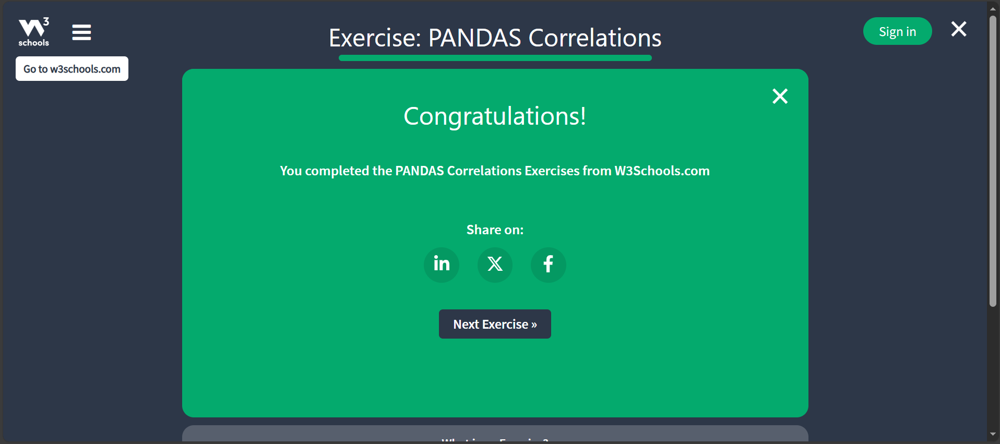 W3
schools
Exercise: PANDAS Correlations
Sign in
Go to w3schools.com
Congratulations!
You completed the PANDAS Correlations Exercises from W3Schools.com
Share on:
in
X
f
Next Exercise »